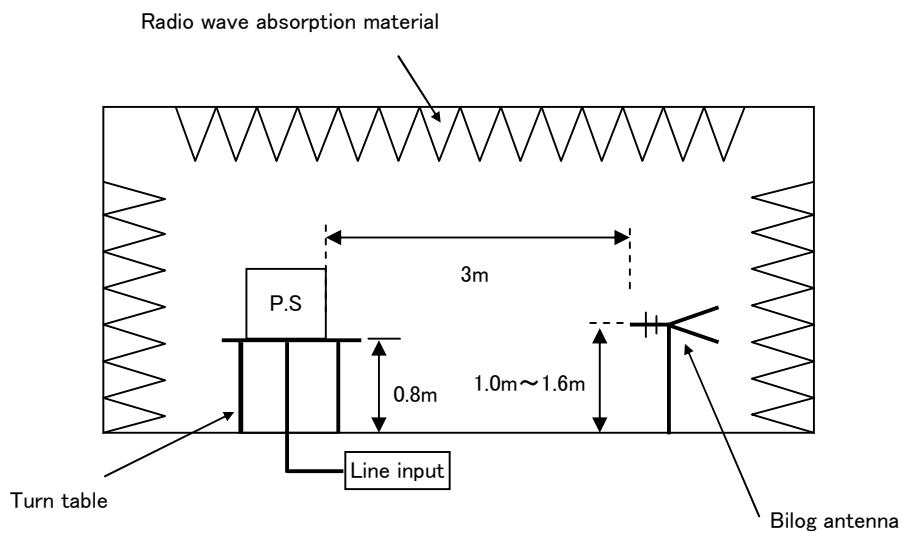 Radio wave absorption material
3m
P.S
0.8m
1.0m～1.6m
Line input
Turn table
Bilog antenna